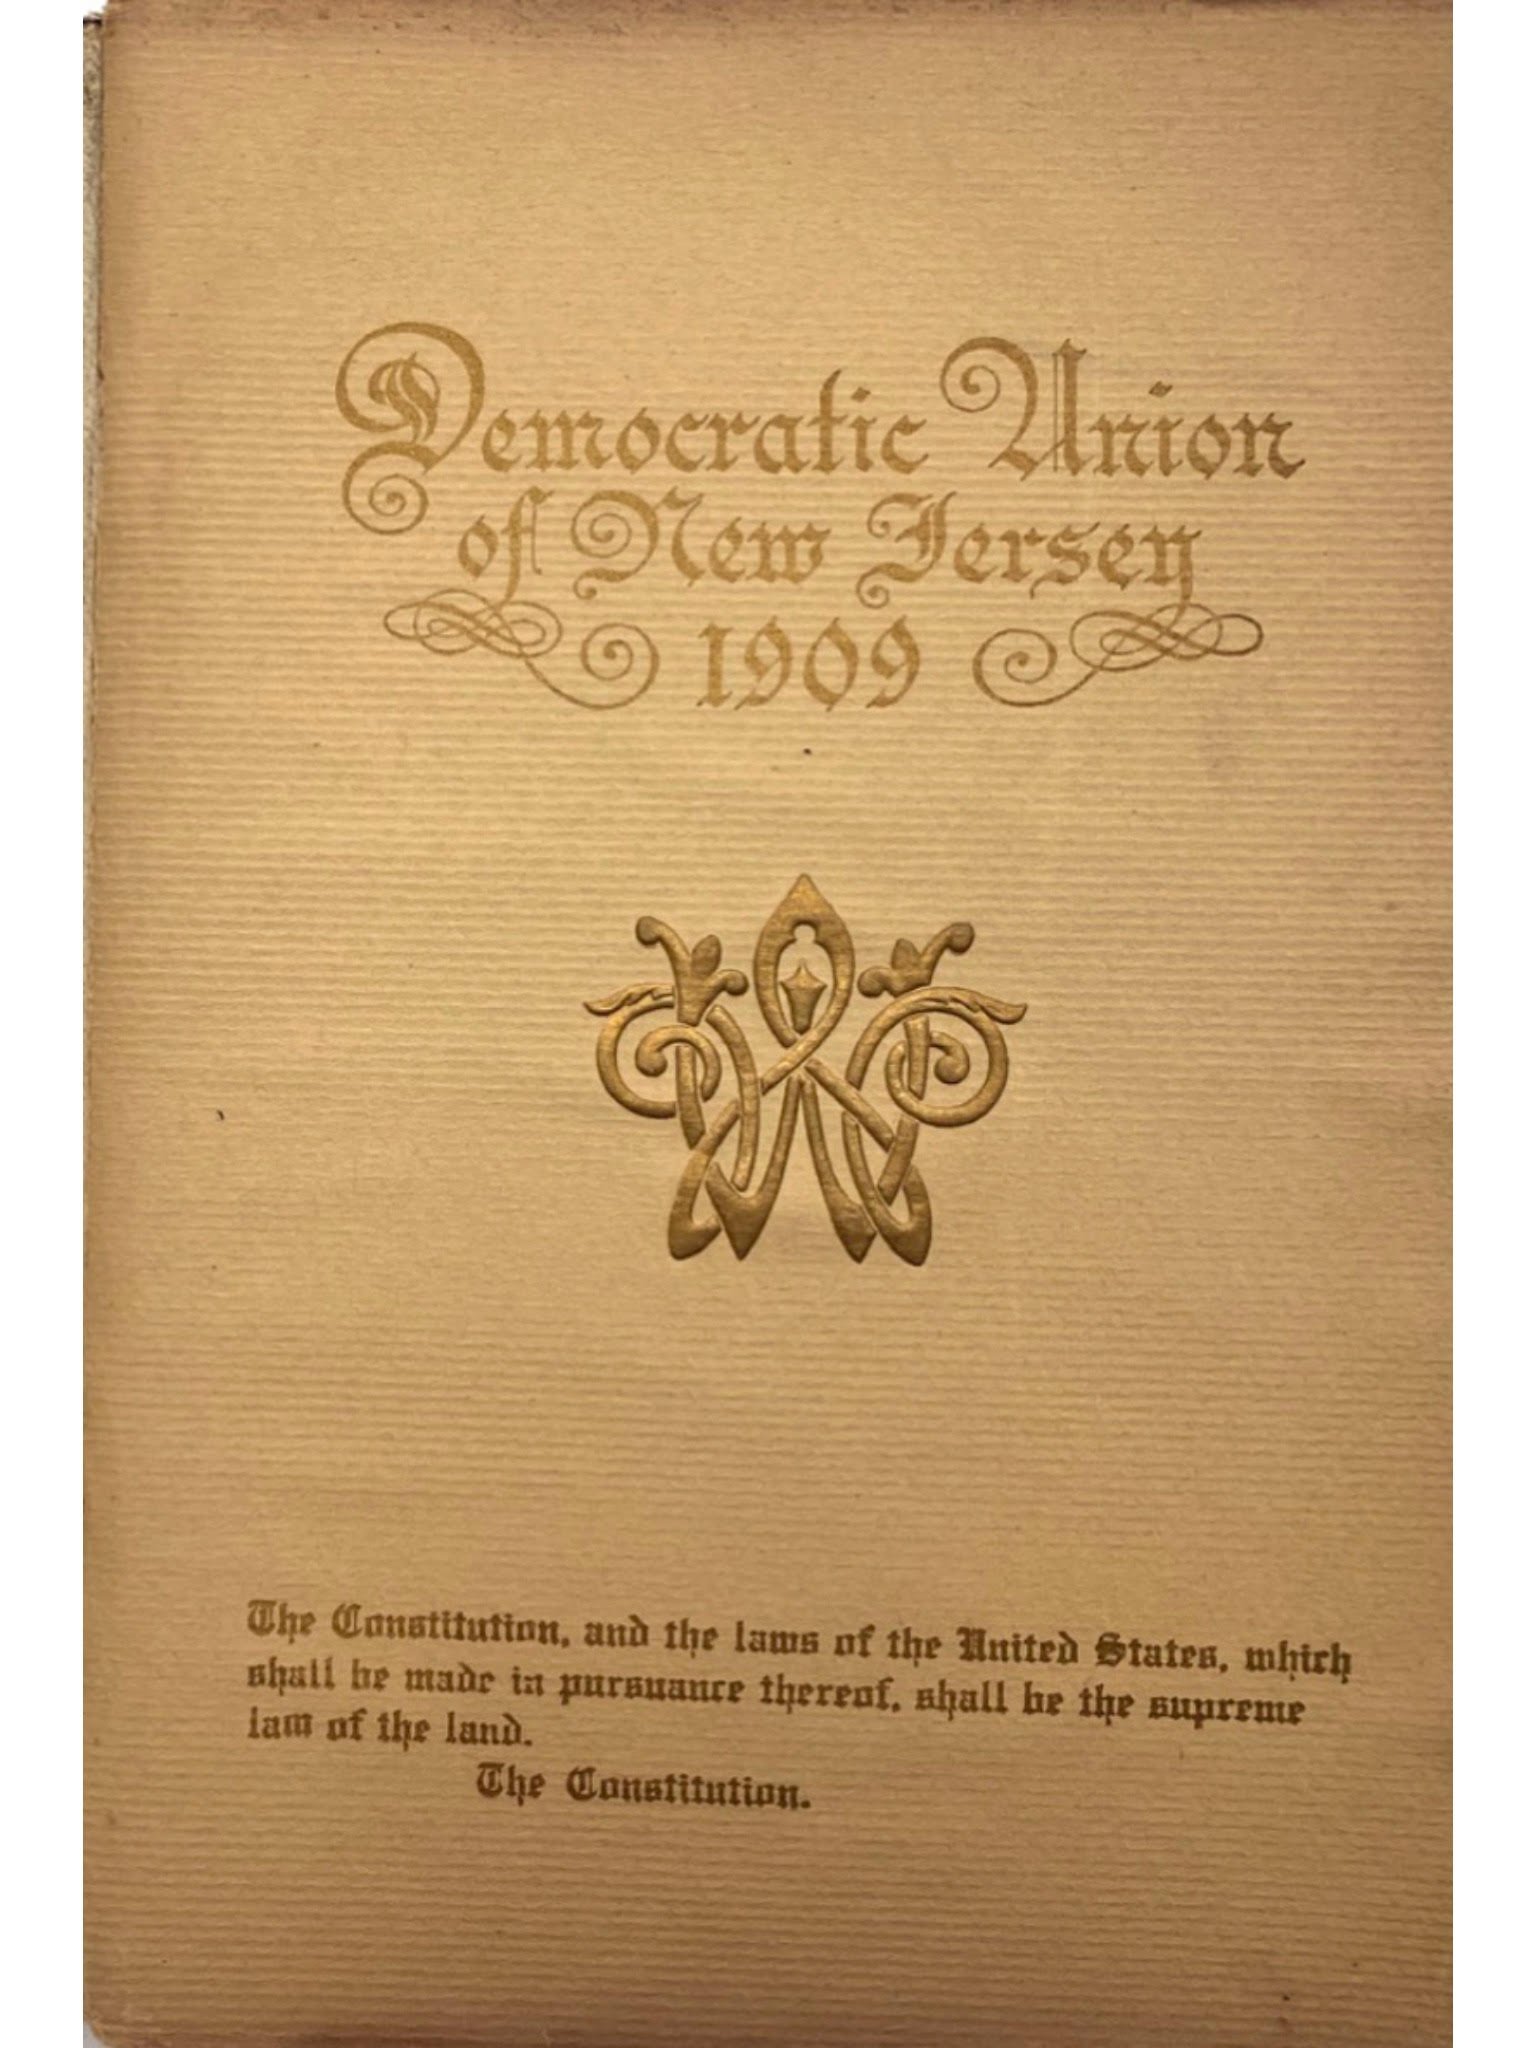 Democratic Union
of New Jersey
1909
The Constitution, and the laws of the United States, which
shall be made in pursuance thereof, shall be the supreme
law of the land.
The Constitution.